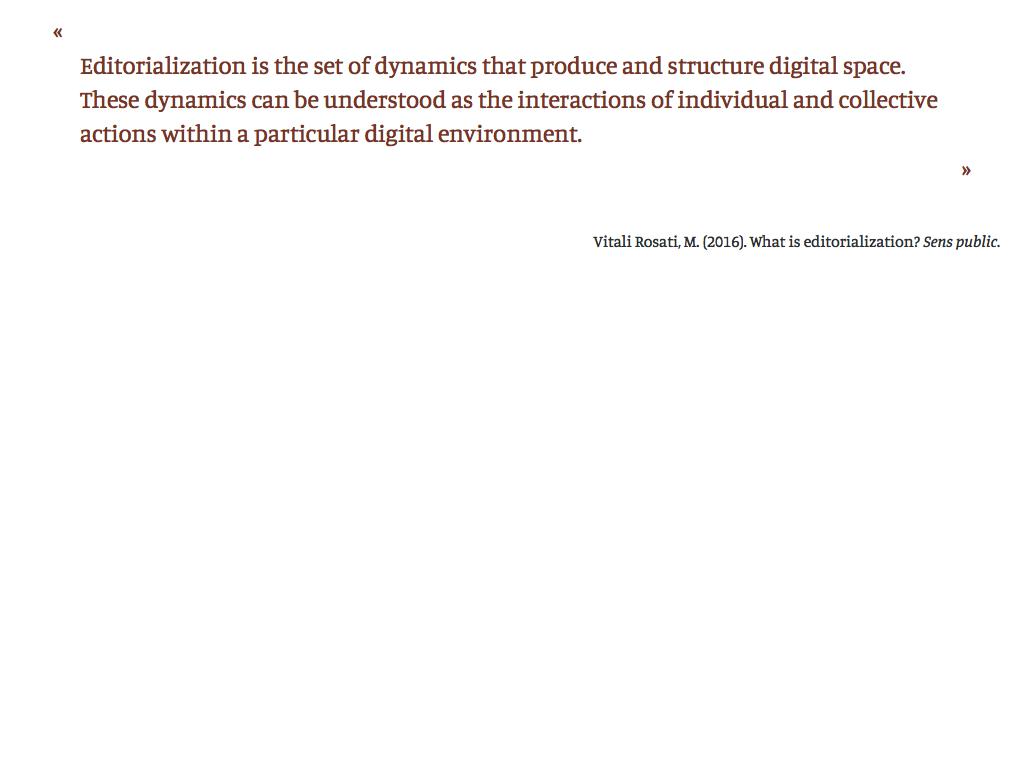 «
Editorialization is the set of dynamics that produce and structure digital space.
These dynamics can be understood as the interactions of individual and collective
actions within a particular digital environment.
»
Vitali Rosati, M. (2016). What is editorialization? Sens public.